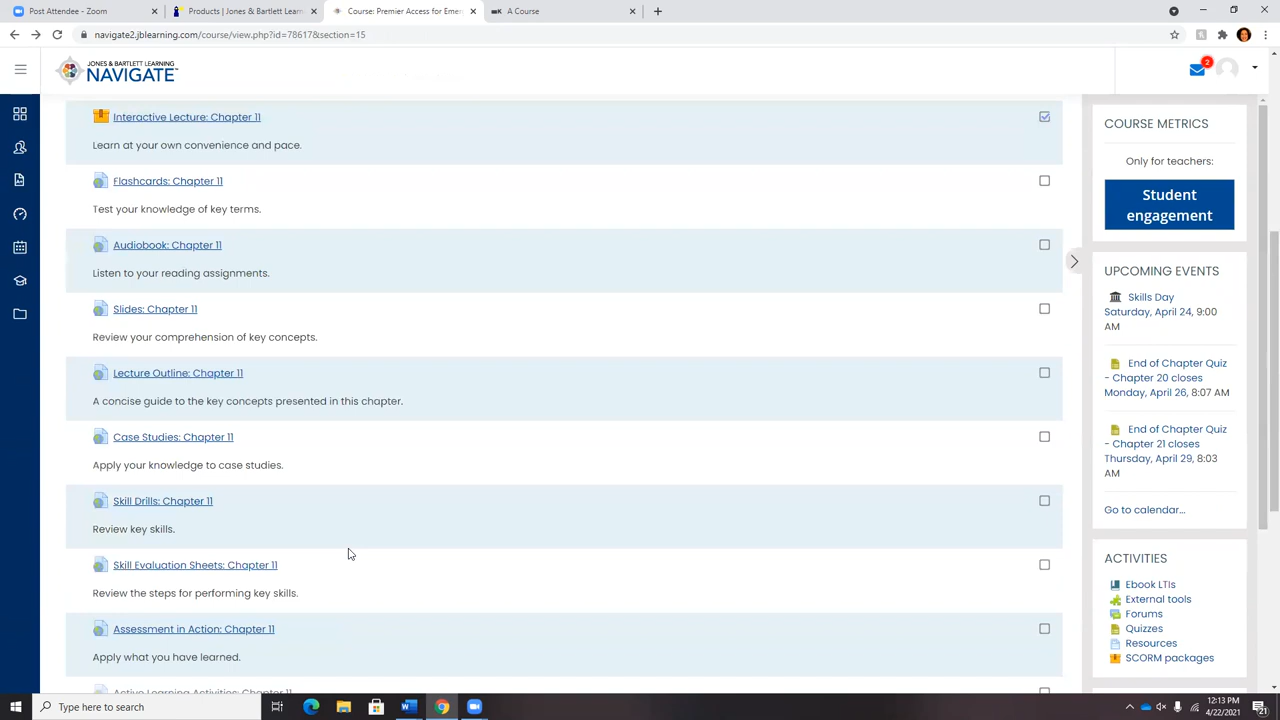 Post Attendee - Zoom
Products | Jones & Bartlett Learn
Course: Premier Access for Emer
A Course
navigate2.jblearning.com/course/view.php?id=78617&section=15
JONES & BARTLETT LEARNING
NAVIGATE
2
Interactive Lecture: Chapter 11
Learn at your own convenience and pace.
Flashcards: Chapter 11
Test your knowledge of key terms.
Audiobook: Chapter 11
Listen to your reading assignments.
Slides: Chapter 11
Review your comprehension of key concepts.
Lecture Outline: Chapter 11
A concise guide to the key concepts presented in this chapter.
Case Studies: Chapter 11
Apply your knowledge to case studies.
Skill Drills: Chapter 11
Review key skills.
Skill Evaluation Sheets: Chapter 11
Review the steps for performing key skills.
Assessment in Action: Chapter 11
Apply what you have learned.
Active Learning Activities: Chapter 11
COURSE METRICS
Only for teachers:
Student
engagement
UPCOMING EVENTS
Skills Day
Saturday, April 24, 9:00
AM
End of Chapter Quiz
- Chapter 20 closes
Monday, April 26, 8:07 AM
End of Chapter Quiz
- Chapter 21 closes
Thursday, April 29, 8:03
AM
Go to calendar...
ACTIVITIES
Ebook LTIs
External tools
Forums
Quizzes
Resources
SCORM packages
Type here to search
12:13 PM
4/22/2021
21